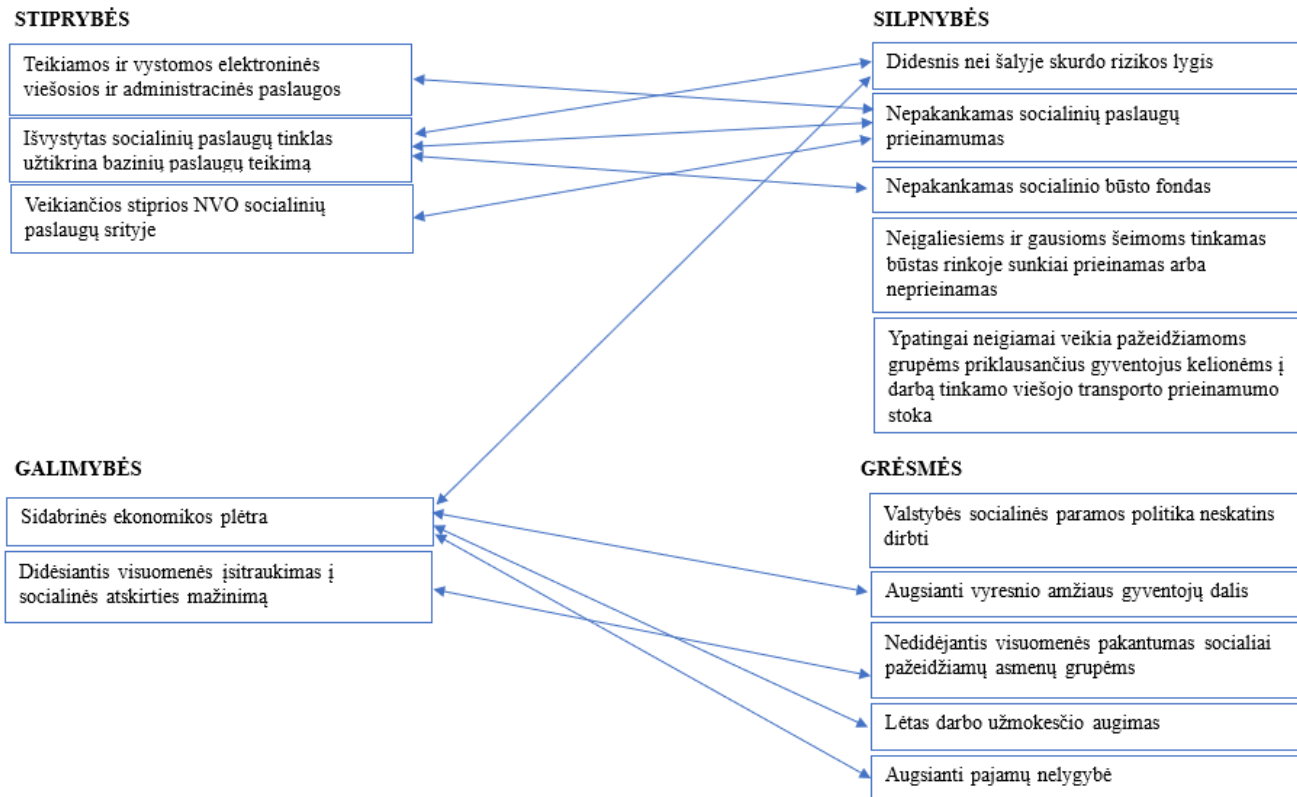 STIPRYBĖS
Teikiamos ir vystomos elektroninės
viešosios ir administracinės paslaugos
Išvystytas socialinių paslaugų tinklas
užtikrina bazinių paslaugų teikimą
Veikiančios stiprios NVO socialinių
paslaugų srityje
SILPNYBĖS
Didesnis nei šalyje skurdo rizikos lygis
Nepakankamas socialinių paslaugų
prieinamumas
Nepakankamas socialinio būsto fondas
Neįgaliesiems ir gausioms šeimoms tinkamas
būstas rinkoje sunkiai prieinamas arba
neprieinamas
Ypatingai neigiamai veikia pažeidžiamoms
grupėms priklausančius gyventojus kelionėms į
darbą tinkamo viešojo transporto prieinamumo
stoka
GALIMYBĖS
Sidabrinės ekonomikos plėtra
Didėsiantis visuomenės įsitraukimas į
socialinės atskirties mažinimą
GRĖSMĖS
Valstybės socialinės paramos politika neskatins
dirbti
Augsianti vyresnio amžiaus gyventojų dalis
Nedidėjantis visuomenės pakantumas socialiai
pažeidžiamų asmenų grupėms
Lėtas darbo užmokesčio augimas
Augsianti pajamų nelygybė